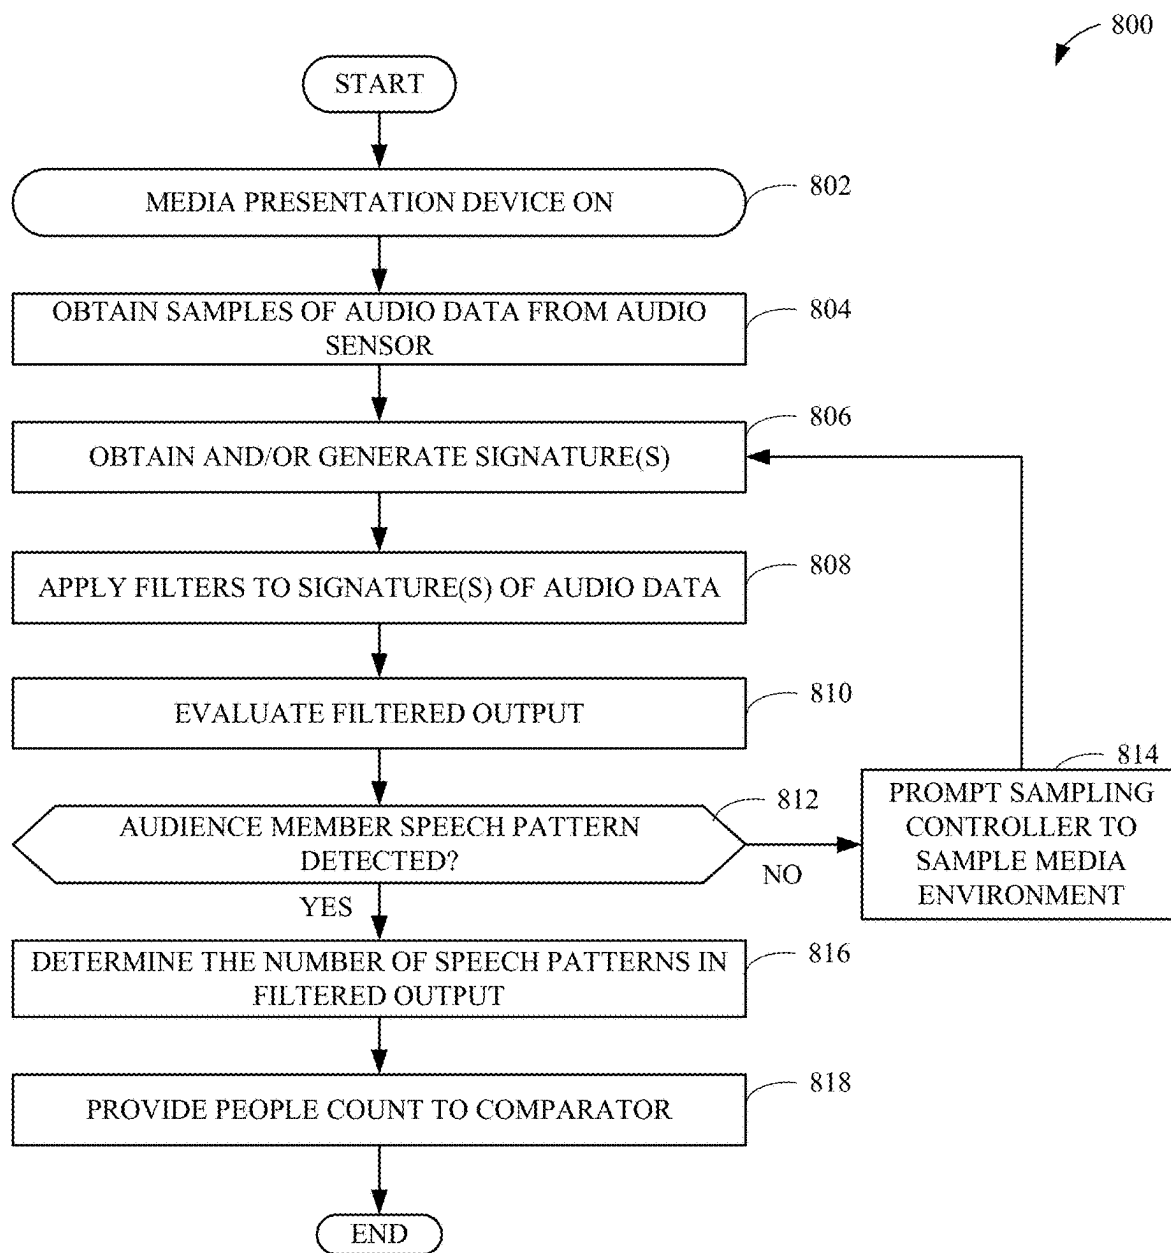 800
START
MEDIA PRESENTATION DEVICE ON
802
OBTAIN SAMPLES OF AUDIO DATA FROM AUDIO
SENSOR
804
OBTAIN AND/OR GENERATE SIGNATURE(S)
806
APPLY FILTERS TO SIGNATURE(S) OF AUDIO DATA
808
EVALUATE FILTERED OUTPUT
810
AUDIENCE MEMBER SPEECH PATTERN
DETECTED?
812
NO
814
PROMPT SAMPLING
CONTROLLER TO
SAMPLE MEDIA
ENVIRONMENT
YES
DETERMINE THE NUMBER OF SPEECH PATTERNS IN
FILTERED OUTPUT
816
PROVIDE PEOPLE COUNT TO COMPARATOR
818
END